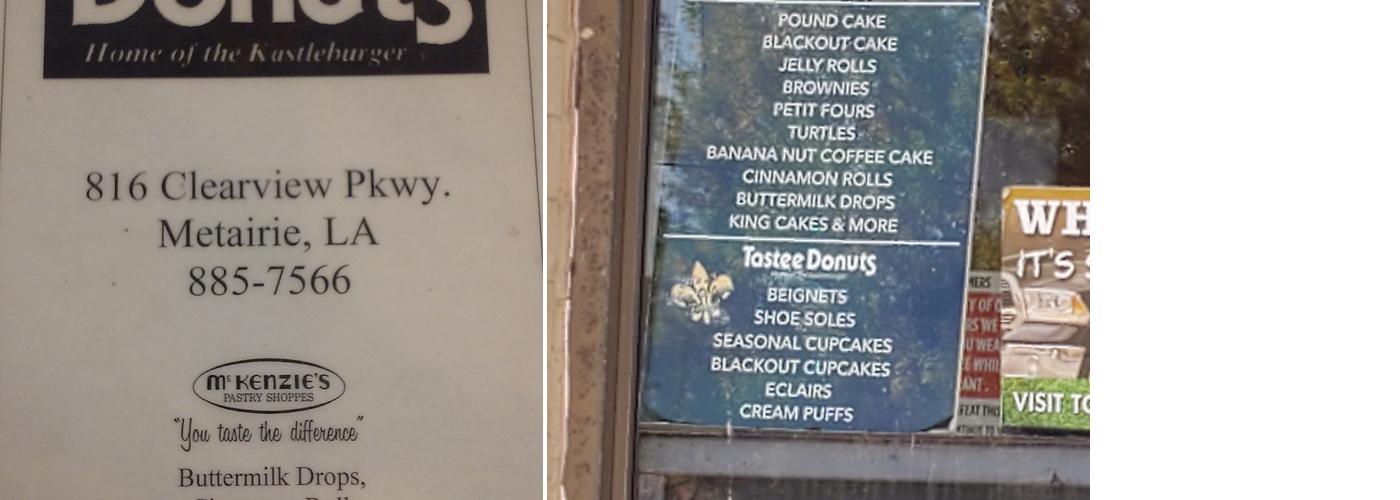 Donuts
Home of the Kastleburger
816 Clearview Pkwy.
Metairie, LA
885-7566
McKENZIE'S
PASTRY SHOPPES
"You taste the difference"
Buttermilk Drops,
POUND CAKE
BLACKOUT CAKE
JELLY ROLLS
BROWNIES
PETIT FOURS
TURTLES
BANANA NUT COFFEE CAKE
CINNAMON ROLLS
BUTTERMILK DROPS
KING CAKES & MORE
Tastee Donuts
BEIGNETS
SHOE SOLES
SEASONAL CUPCAKES
BLACKOUT CUPCAKES
ECLAIRS
CREAM PUFFS
WH
IT'S
VISIT TO